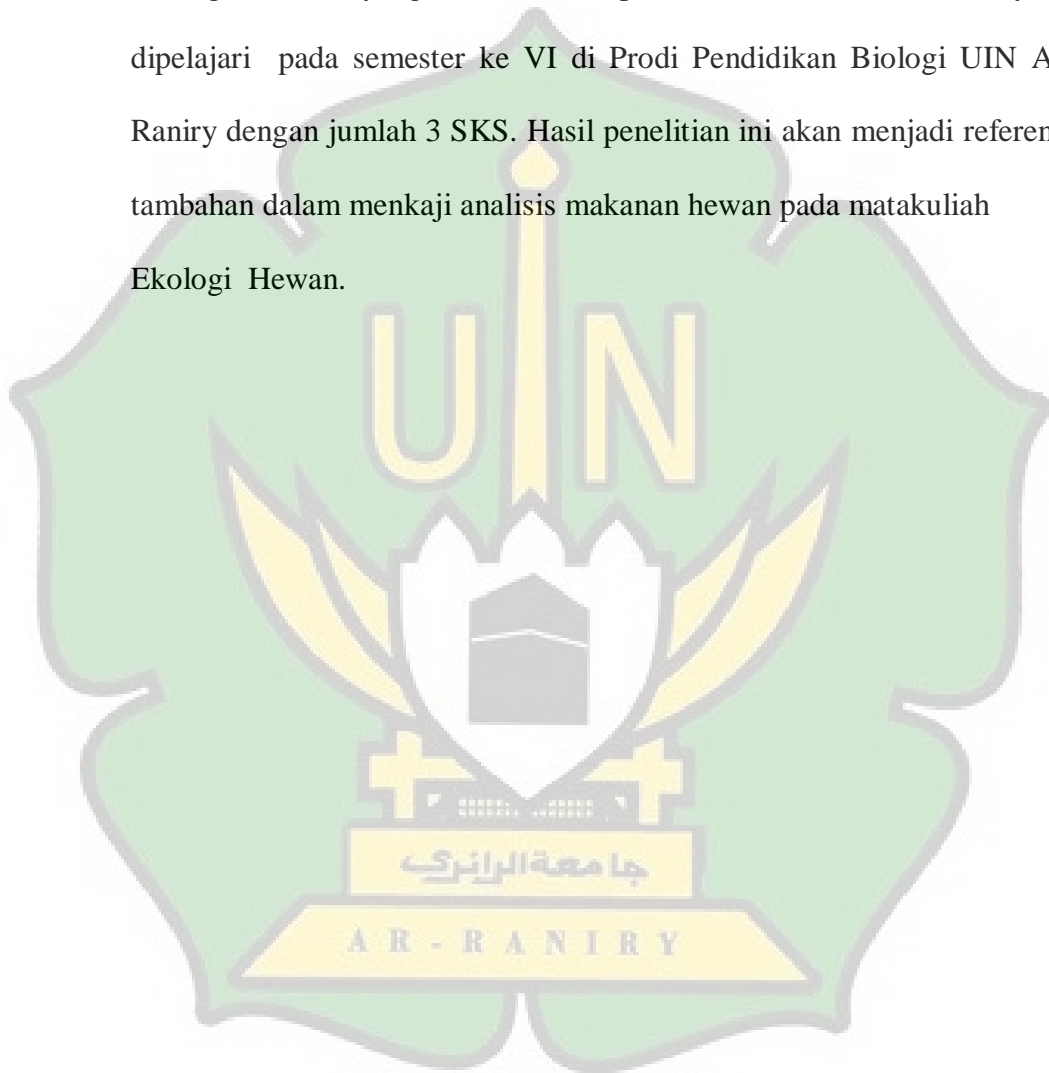 dipelajari pada semester ke VI di Prodi Pendidikan Biologi UIN A
Raniry dengan jumlah 3 SKS. Hasil penelitian ini akan menjadi referen
tambahan dalam menkaji analisis makanan hewan pada matakuliah
Ekologi Hewan.
UIN
جامعة الرانري
AR-RANIRY